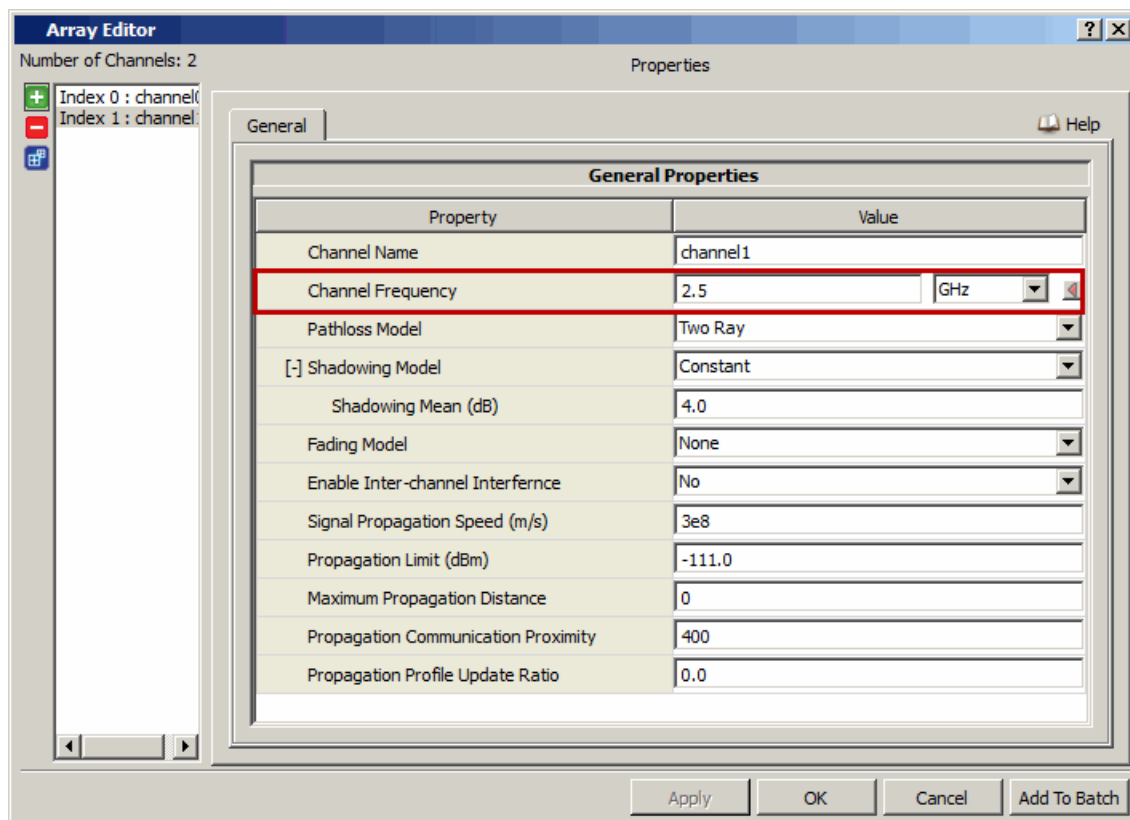 Array Editor
Number of Channels: 2
Properties
Index 0 : channel0
Index 1 : channel1
General
Help
General Properties
Property Value
Channel Name channel1
Channel Frequency 2.5 GHz
Pathloss Model Two Ray
[-] Shadowing Model Constant
Shadowing Mean (dB) 4.0
Fading Model None
Enable Inter-channel Interfernce No
Signal Propagation Speed (m/s) 3e8
Propagation Limit (dBm) -111.0
Maximum Propagation Distance 0
Propagation Communication Proximity 400
Propagation Profile Update Ratio 0.0
Apply OK Cancel Add To Batch